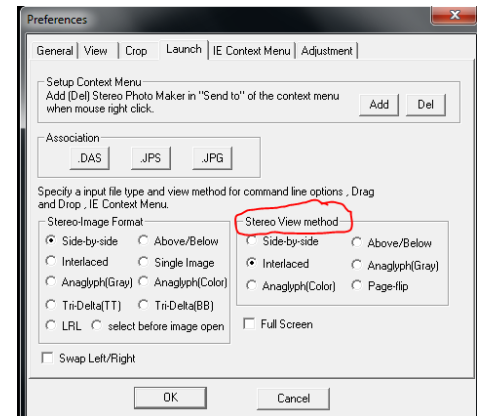 Preferences
General View Crop Launch IE Context Menu Adjustment
Setup Context Menu
Add (Del) Stereo Photo Maker in "Send to" of the context menu
when mouse right click.
Add Del
Association
.DAS .JPS .JPG
Specify a input file type and view method for command line options , Drag
and Drop , IE Context Menu.
Stereo-Image Format
Side-by-side Above/Below
Interlaced Single Image
Anaglyph(Gray) Anaglyph(Color)
Tri-Delta(TT) Tri-Delta(BB)
LRL select before image open
Stereo View method
Side-by-side Above/Below
Interlaced Anaglyph(Gray)
Anaglyph(Color) Page-flip
Full Screen
Swap Left/Right
OK Cancel